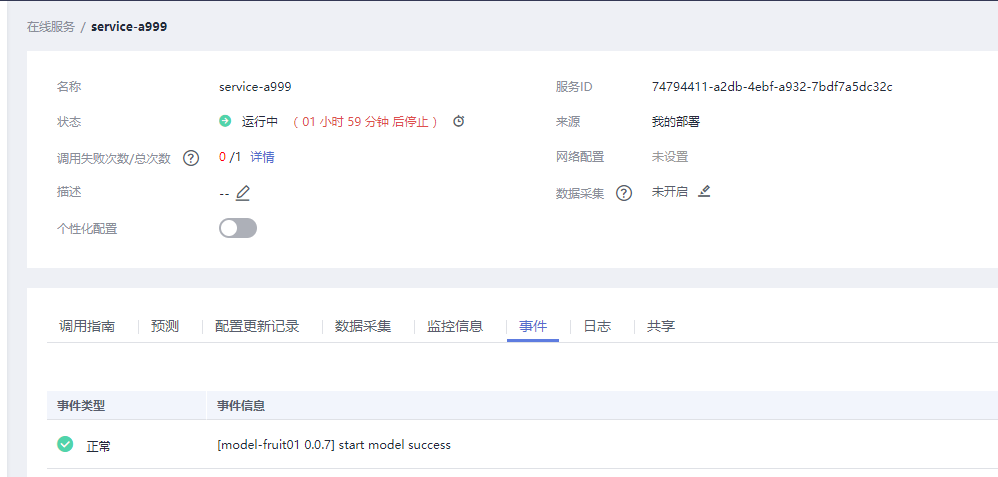 在线服务 / service-a999
名称 service-a999 服务ID 74794411-a2db-4ebf-a932-7bdf7a5dc32c
状态 运行中 ( 01 小时 59 分钟 后停止 ) 来源 我的部署
调用失败次数/总次数 ? 0 /1 详情 网络配置 未设置
描述 -- 数据采集 ? 未开启
个性化配置
调用指南 预测 配置更新记录 数据采集 监控信息 事件 日志 共享
事件类型 事件信息
正常 [model-fruit01 0.0.7] start model success